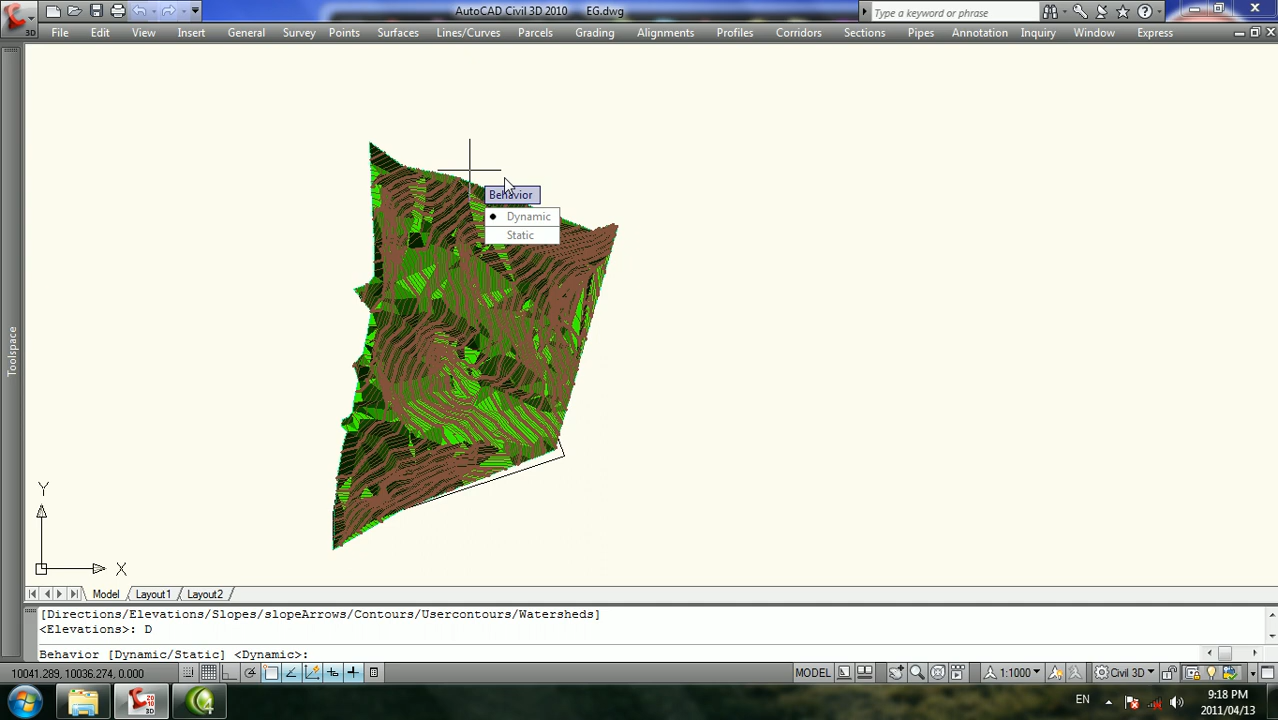 AutoCAD Civil 3D 2010 EG.dwg
Type a keyword or phrase
3D
File Edit View Insert General Survey Points Surfaces Lines/Curves Parcels Grading Alignments Profiles Corridors Sections Pipes Annotation Inquiry Window Express
Behavior
Dynamic
Static
Toolspace
Y
X
Model Layout1 Layout2
[Directions/Elevations/Slopes/slopeArrows/Contours/Usercontours/Watersheds]
<Elevations>: D
Behavior [Dynamic/Static] <Dynamic>:
10041.289, 10036.274, 0.000 MODEL 1:1000 Civil 3D
EN 9:18 PM
2011/04/13